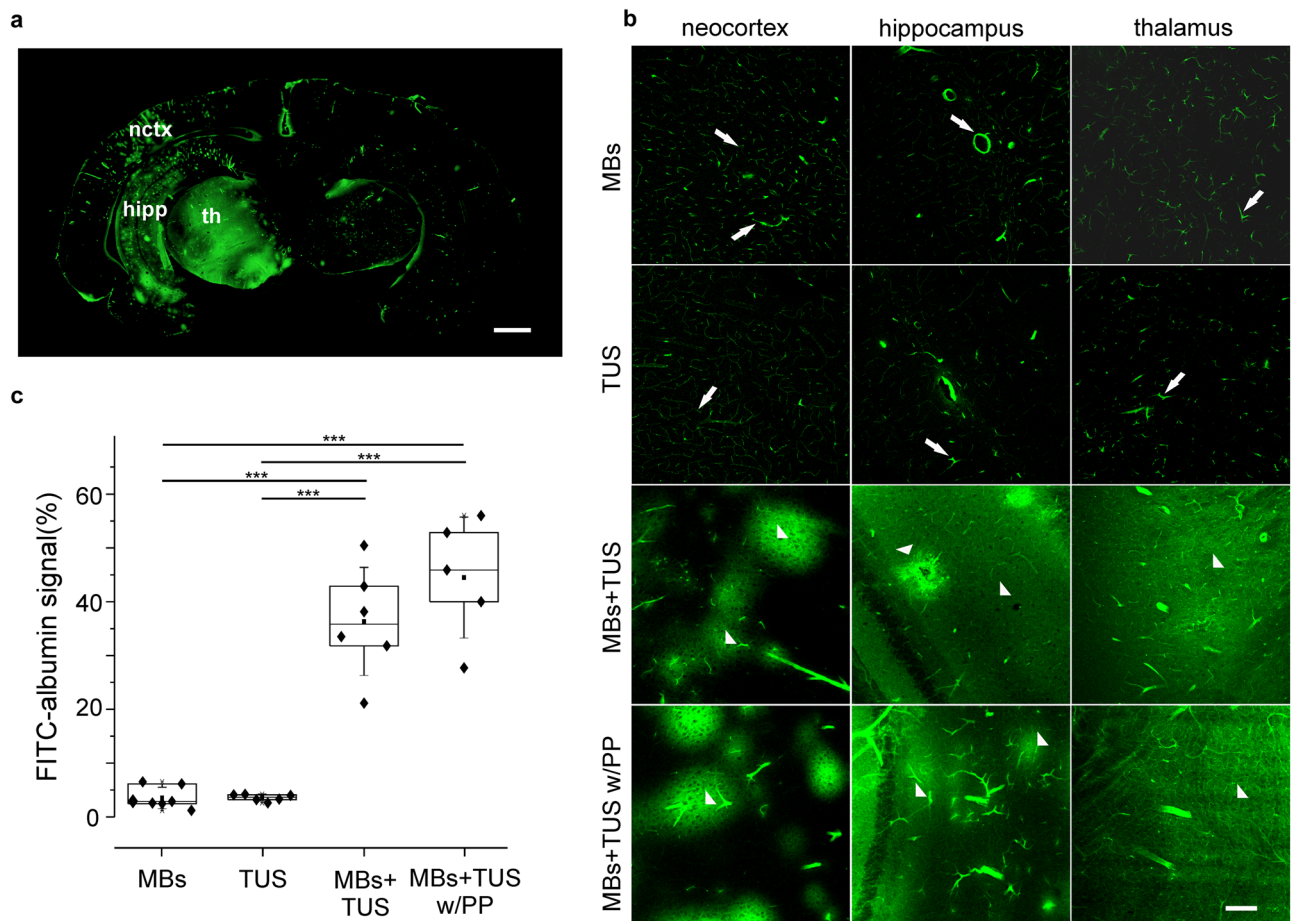 a
nctx
hipp
th
b
neocortex hippocampus thalamus
MBs
TUS
MBs+TUS
MBs+TUS w/PP
c
FITC-albumin signal(%)
60
40
20
0
***
***
***
***
MBs TUS MBs+ MBs+TUS
TUS w/PP